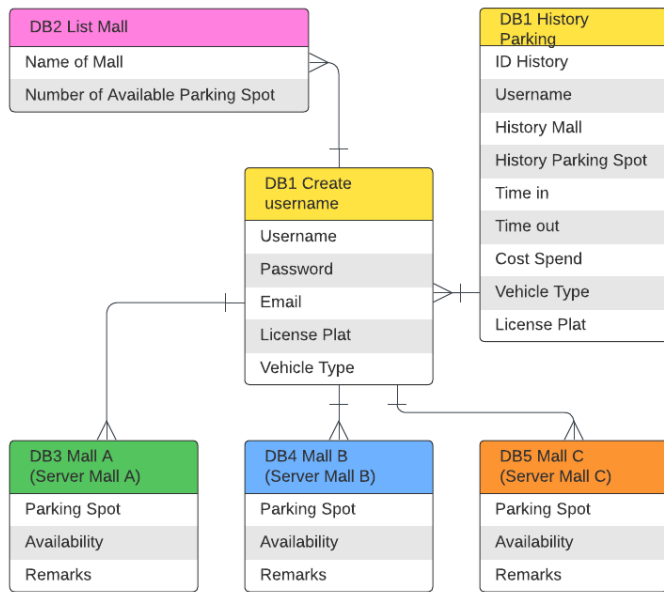 DB2 List Mall
Name of Mall
Number of Available Parking Spot
DB1 History
Parking
ID History
Username
History Mall
History Parking Spot
Time in
Time out
Cost Spend
Vehicle Type
License Plat
DB1 Create
username
Username
Password
Email
License Plat
Vehicle Type
DB3 Mall A
(Server Mall A)
Parking Spot
Availability
Remarks
DB4 Mall B
(Server Mall B)
Parking Spot
Availability
Remarks
DB5 Mall C
(Server Mall C)
Parking Spot
Availability
Remarks